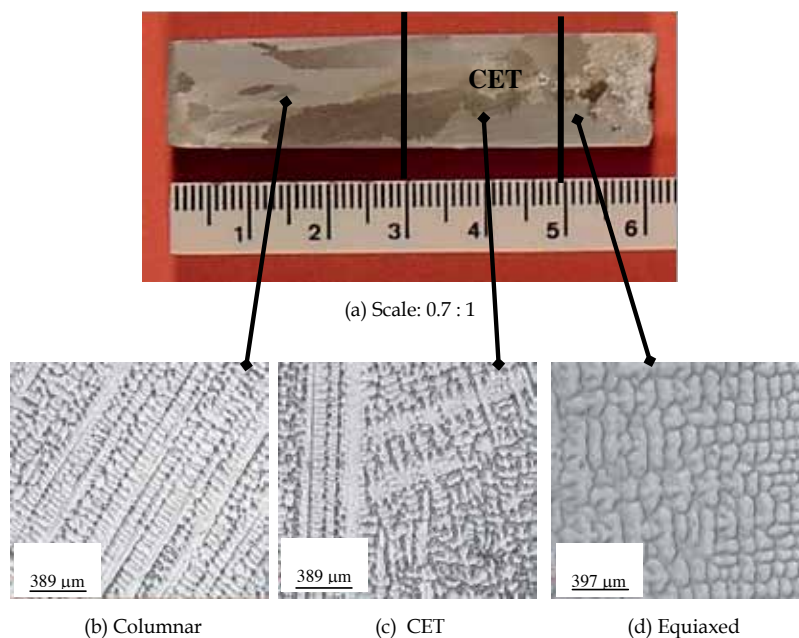 CET
1 2 3 4 5 6
(a) Scale: 0.7 : 1
389 μm 389 μm 397 μm
(b) Columnar (c) CET (d) Equiaxed